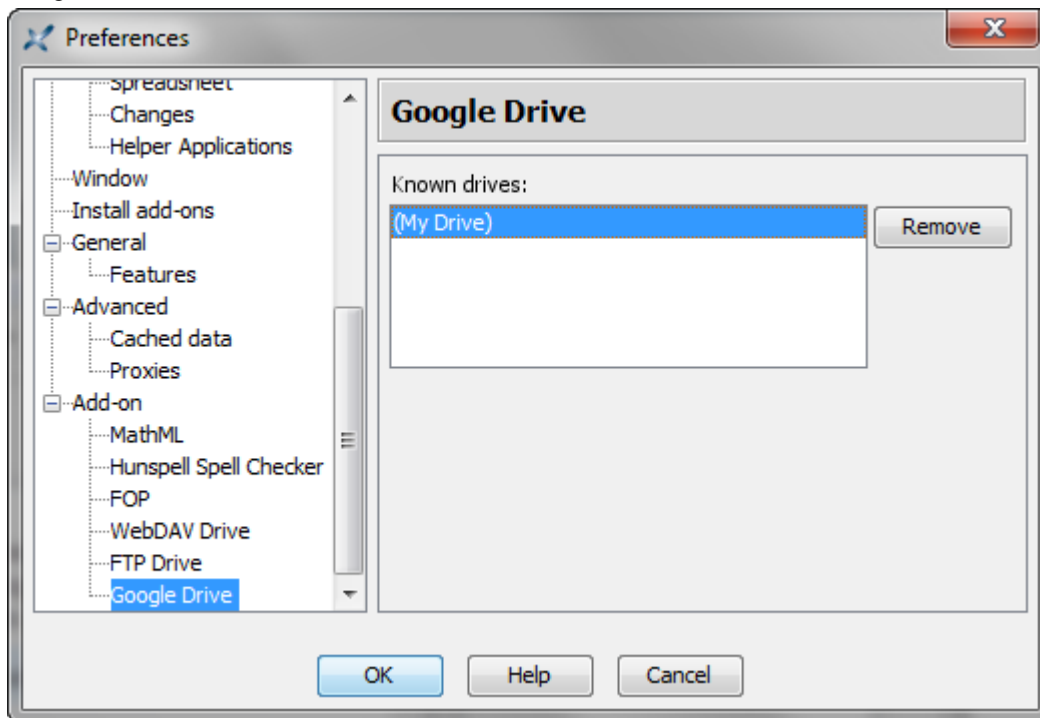 Preferences
Spreadsheet
Changes
Helper Applications
Window
Install add-ons
General
Features
Advanced
Cached data
Proxies
Add-on
MathML
Hunspell Spell Checker
FOP
WebDAV Drive
FTP Drive
Google Drive
Google Drive
Known drives:
(My Drive)
Remove
OK
Help
Cancel